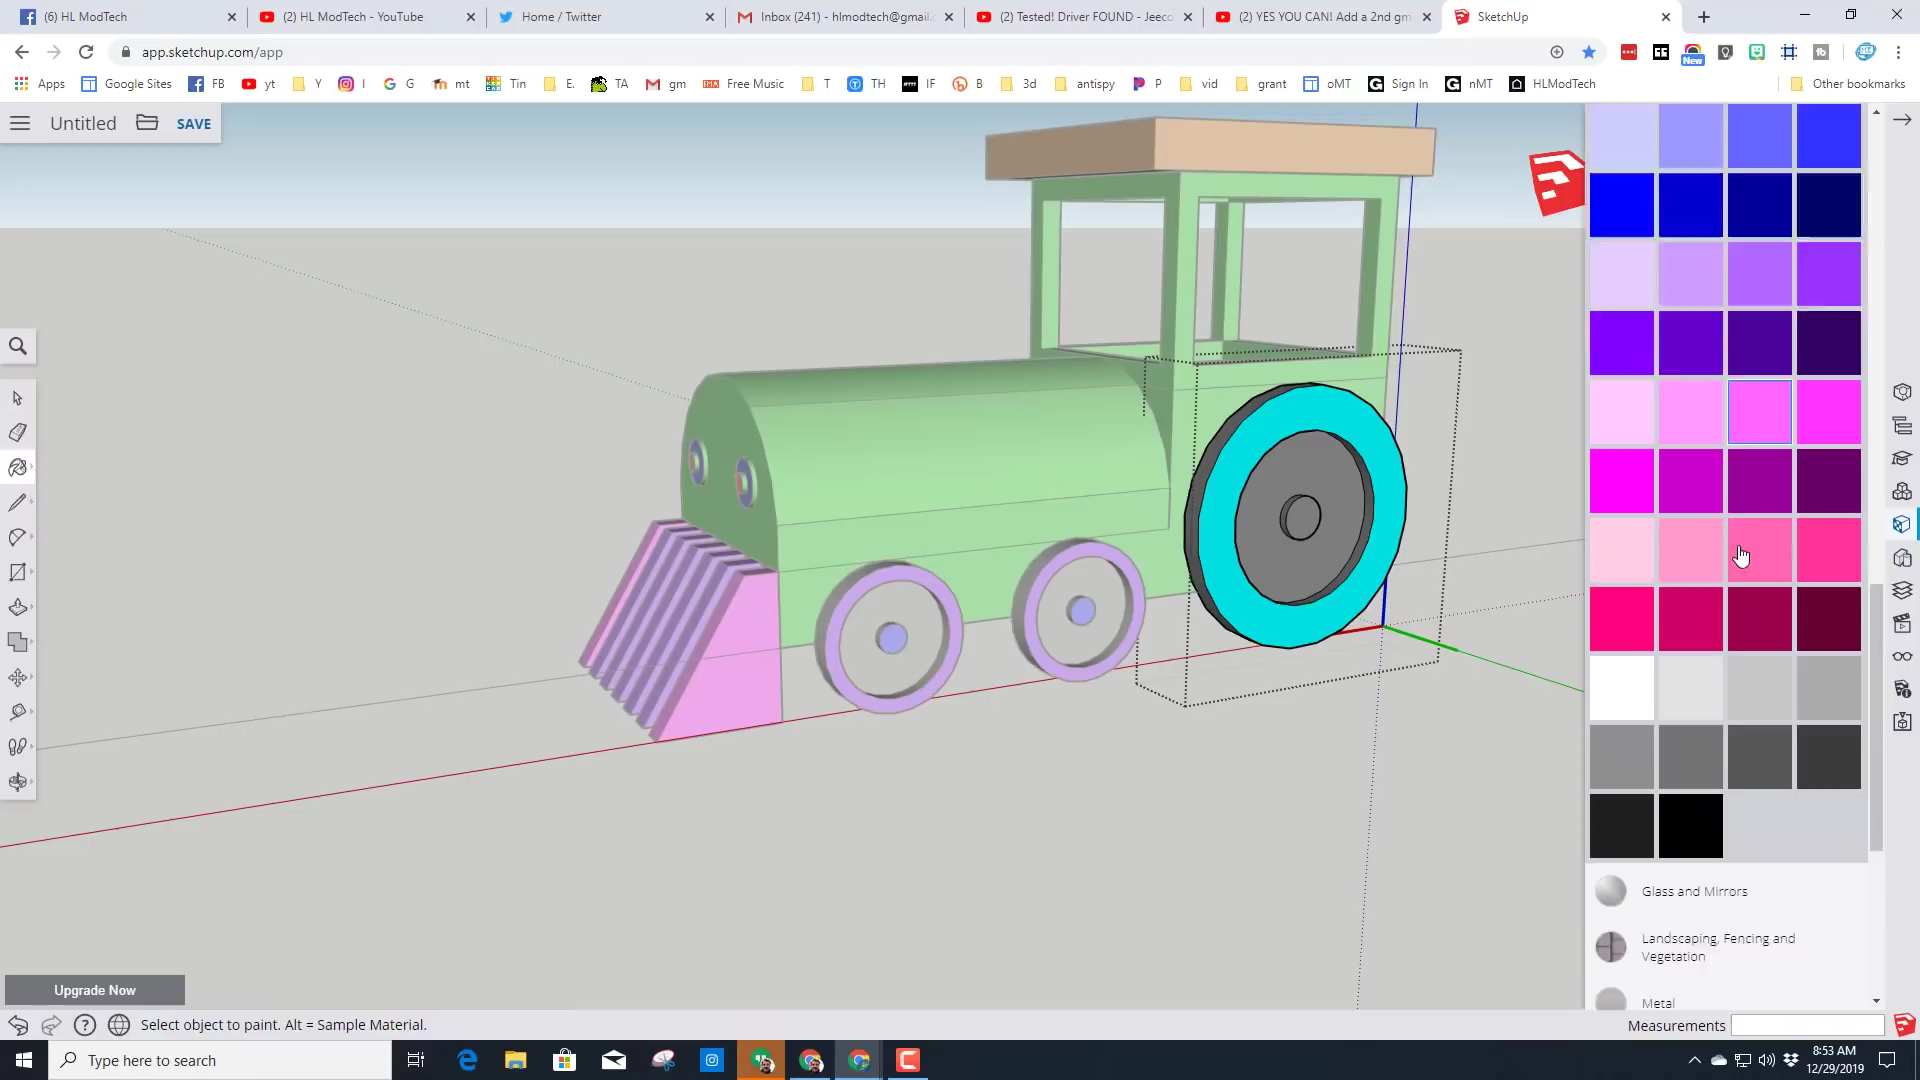 (6) HL ModTech
(2) HL ModTech - YouTube
Home / Twitter
Inbox (241) - hlmodtech@gmail.c
(2) Tested! Driver FOUND - Jeeco
(2) YES YOU CAN! Add a 2nd gm
SketchUp
app.sketchup.com/app
New
Apps
Google Sites
FB
yt
Y
I
G
mt
Tin
E.
TA
gm
Free Music
T
TH
IF
B
3d
antispy
P
vid
grant
oMT
Sign In
nMT
HLModTech
Other bookmarks
Untitled
SAVE
Glass and Mirrors
Landscaping, Fencing and
Vegetation
Metal
Upgrade Now
Select object to paint. Alt = Sample Material.
Measurements
Type here to search
8:53 AM
12/29/2019